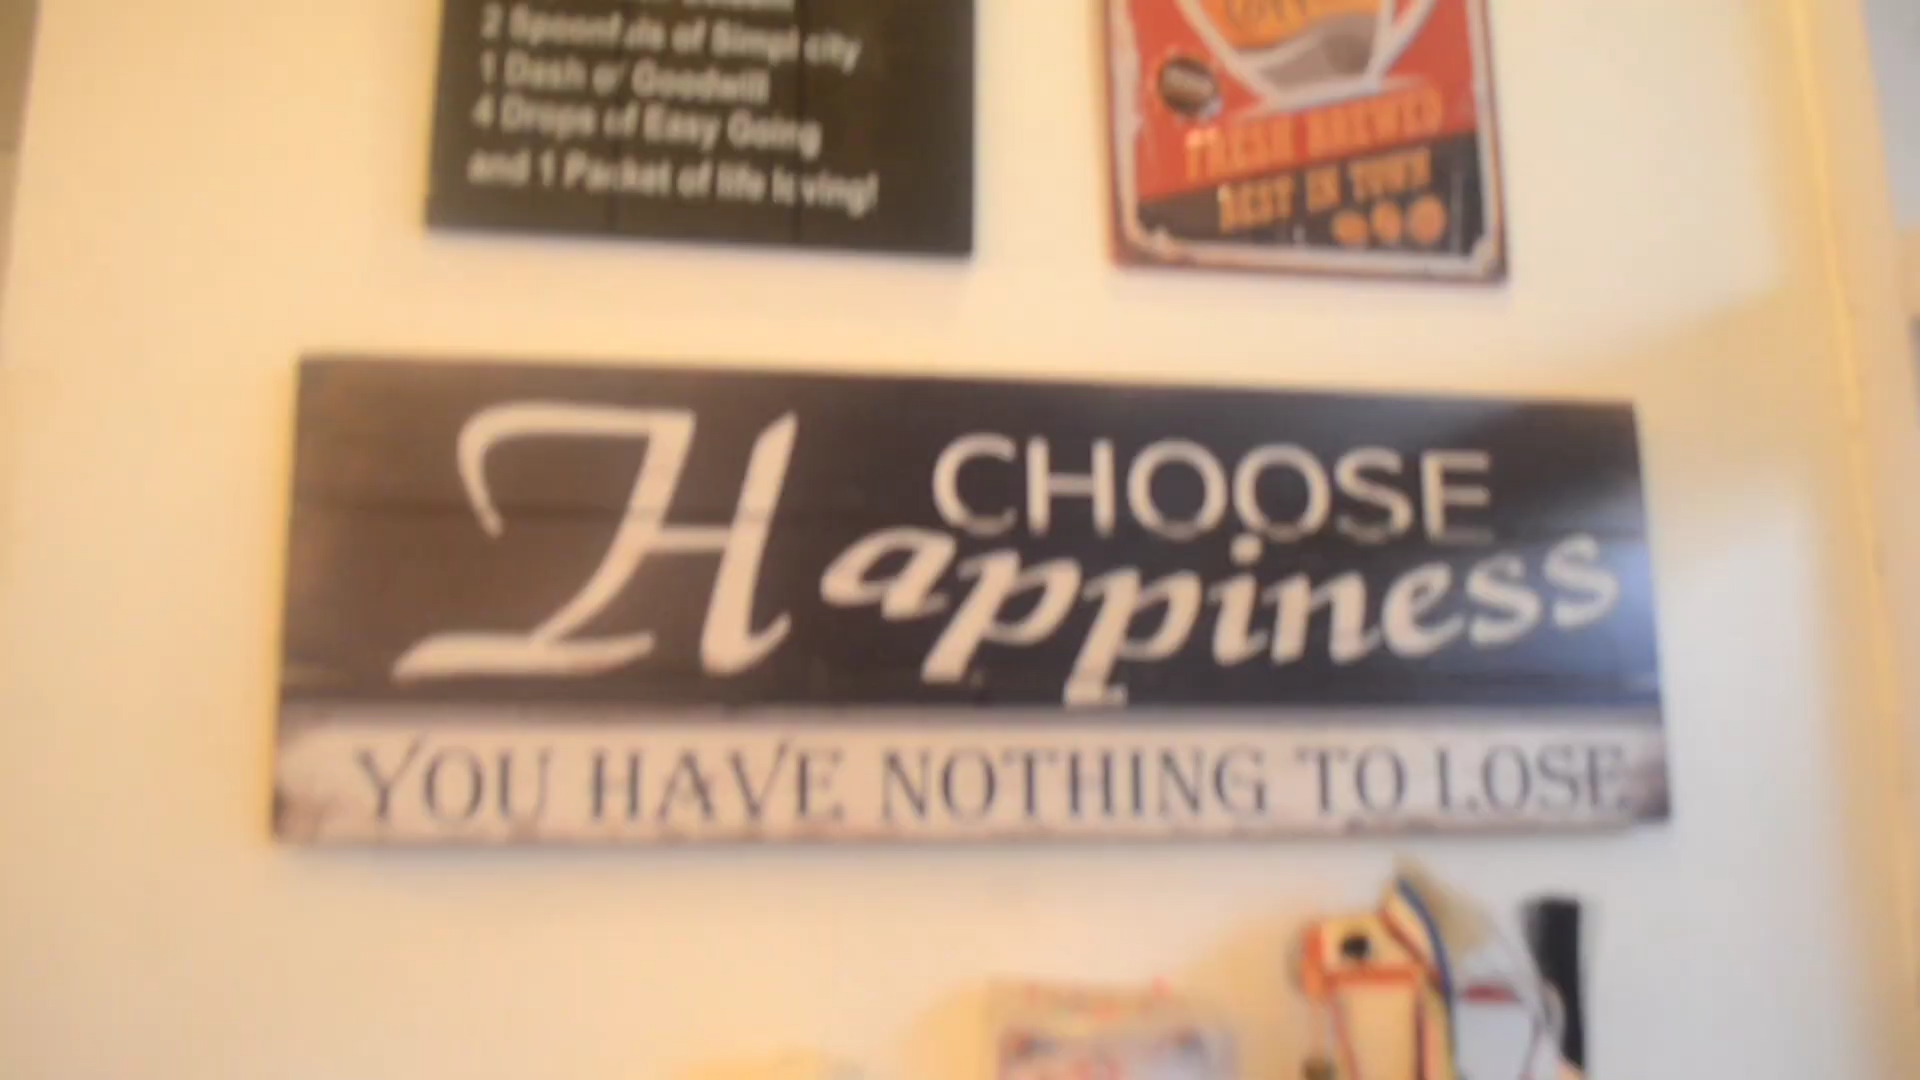 2 Spoonfuls of Simplicity
1 Dash o' Goodwill
4 Drops of Easy Going
and 1 Packet of life loving!
FRESH BREWED
BEST IN TOWN
CHOOSE
Happiness
YOU HAVE NOTHING TO LOSE